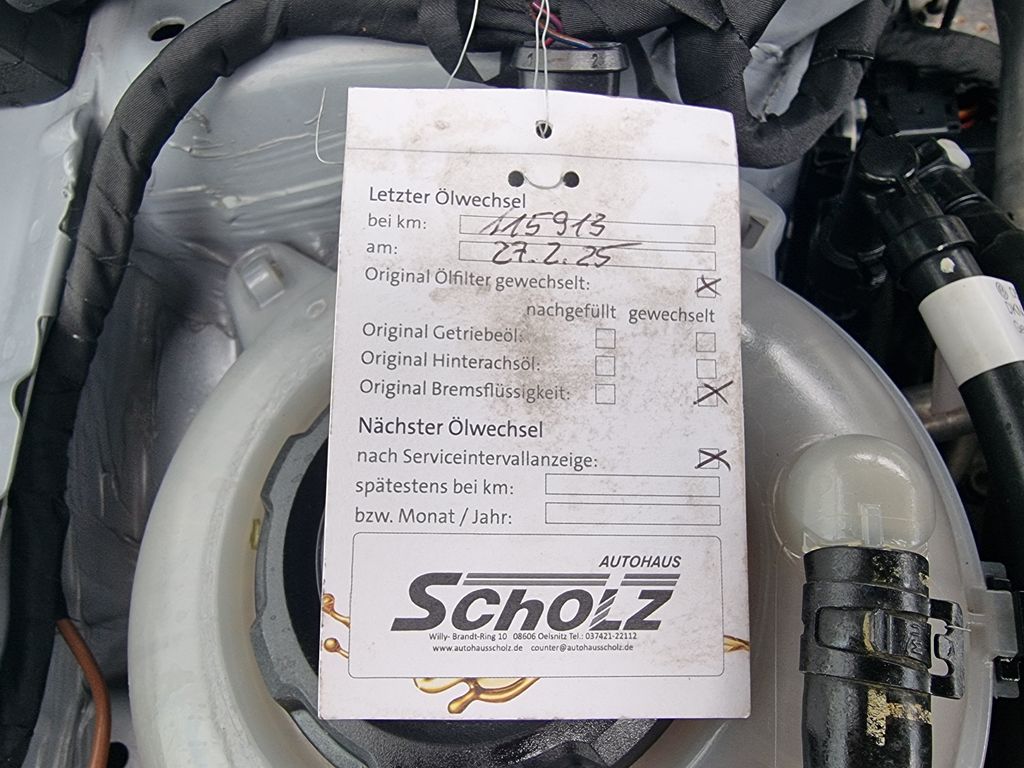 Letzter Ölwechsel
bei km: 115913
am: 27.2.25
Original Ölfilter gewechselt:
nachgefüllt gewechselt
Original Getriebeöl:
Original Hinterachsöl:
Original Bremsflüssigkeit:
Nächster Ölwechsel
nach Serviceintervallanzeige:
spätestens bei km:
bzw. Monat / Jahr:
AUTOHAUS
SchOLZ
Willy- Brandt-Ring 10 08606 Oelsnitz Tel.: 037421-22112
www.autohausscholz.de counter@autohausscholz.de